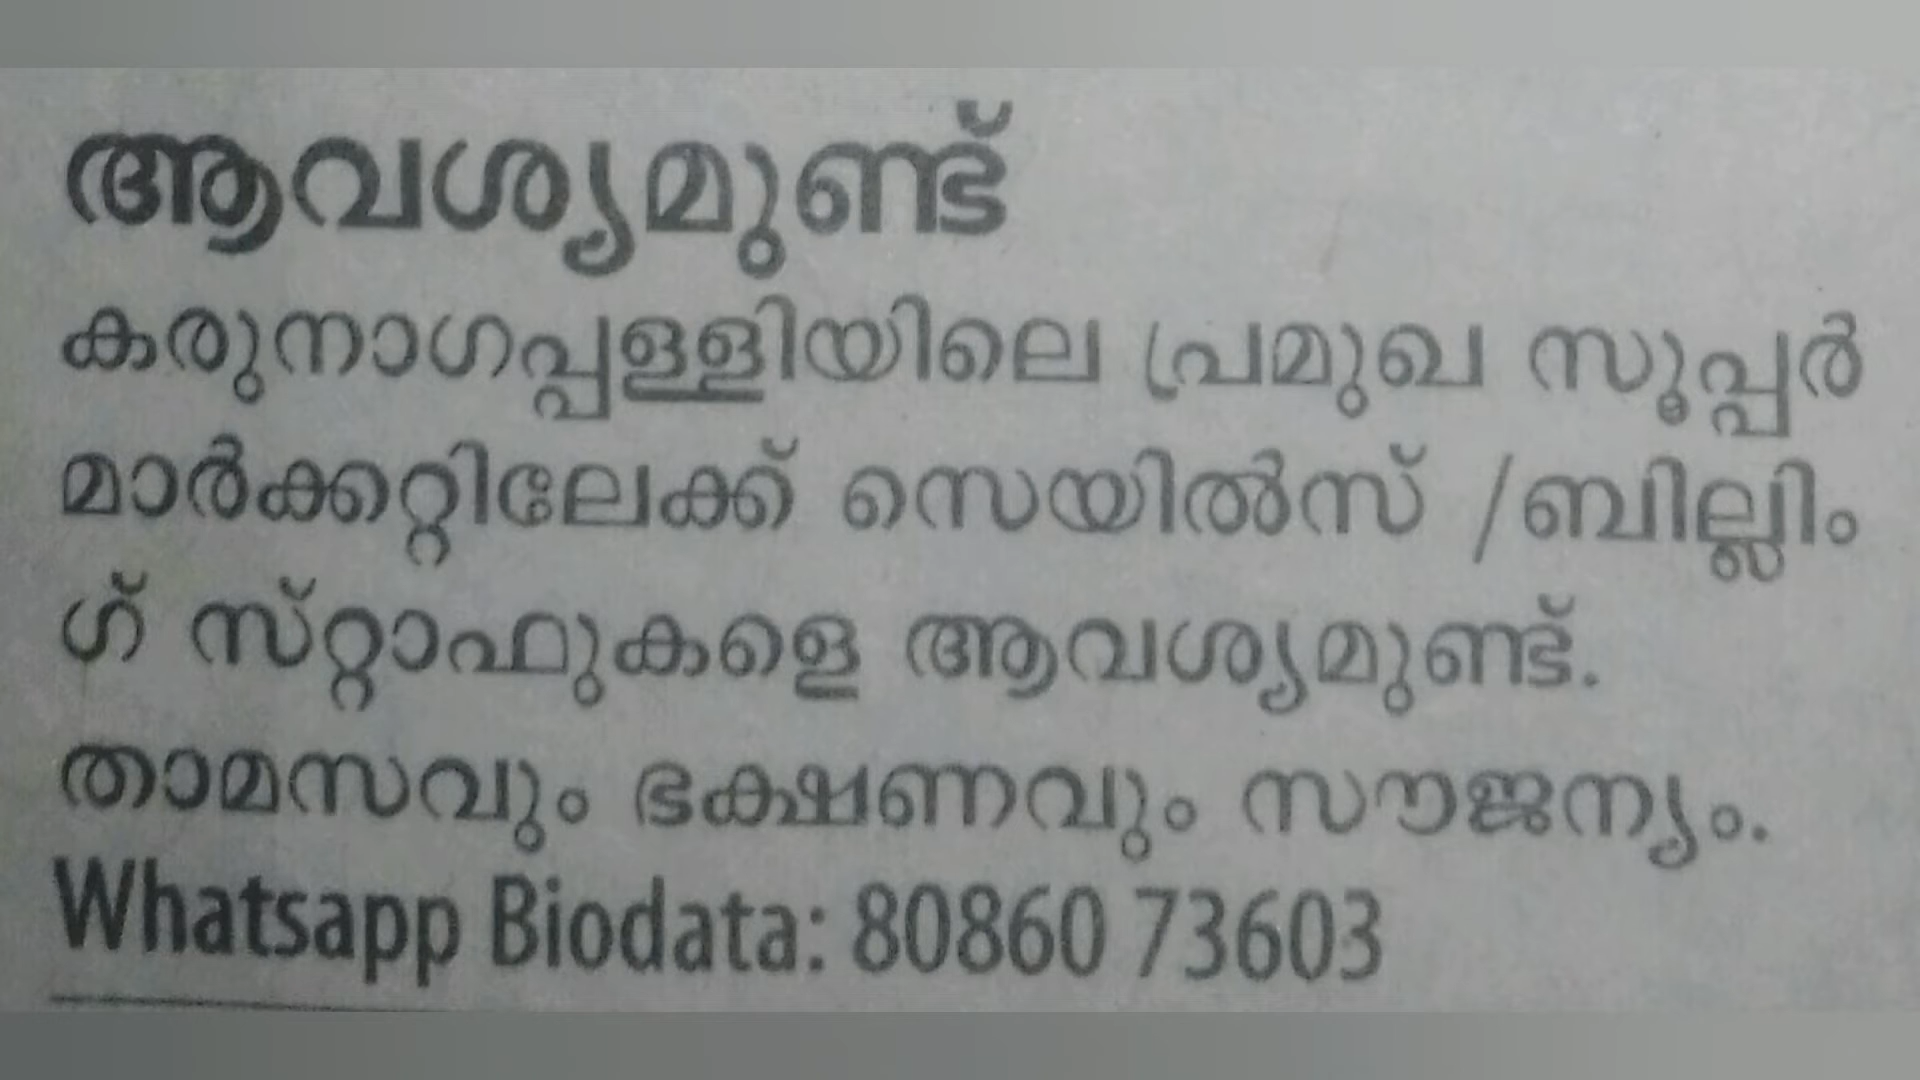 ആവശ്യമുണ്ട്
കരുനാഗപ്പള്ളിയിലെ പ്രമുഖ സൂപ്പർ
മാർക്കറ്റിലേക്ക് സെയിൽസ് /ബില്ലിം
ഗ് സ്റ്റാഫുകളെ ആവശ്യമുണ്ട്.
താമസവും ഭക്ഷണവും സൗജന്യം.
Whatsapp Biodata: 80860 73603